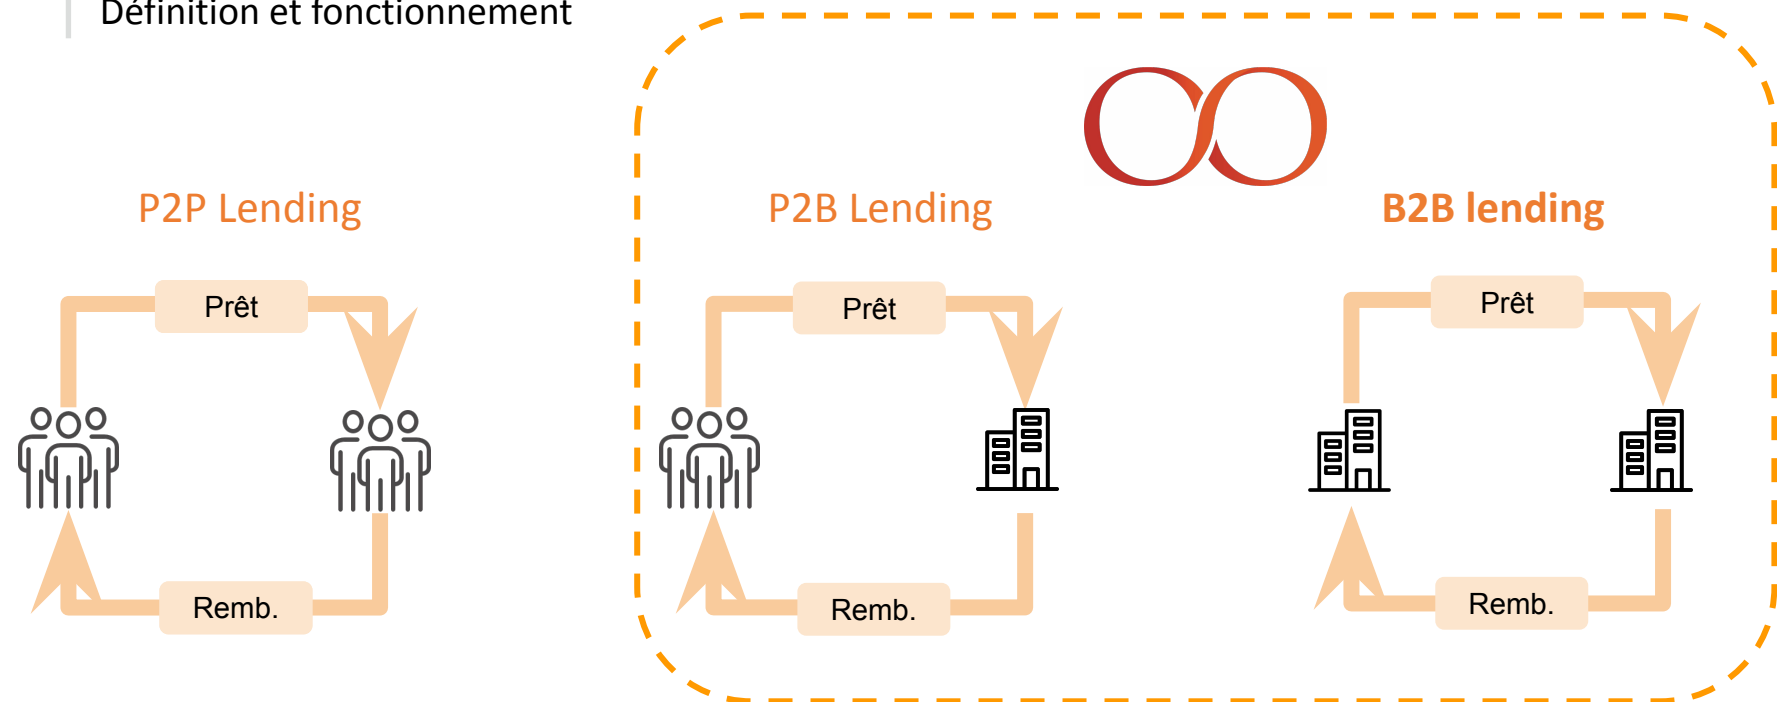 Définition et fonctionnement
P2P Lending
P2B Lending
B2B lending
Prêt
Prêt
Prêt
Remb.
Remb.
Remb.